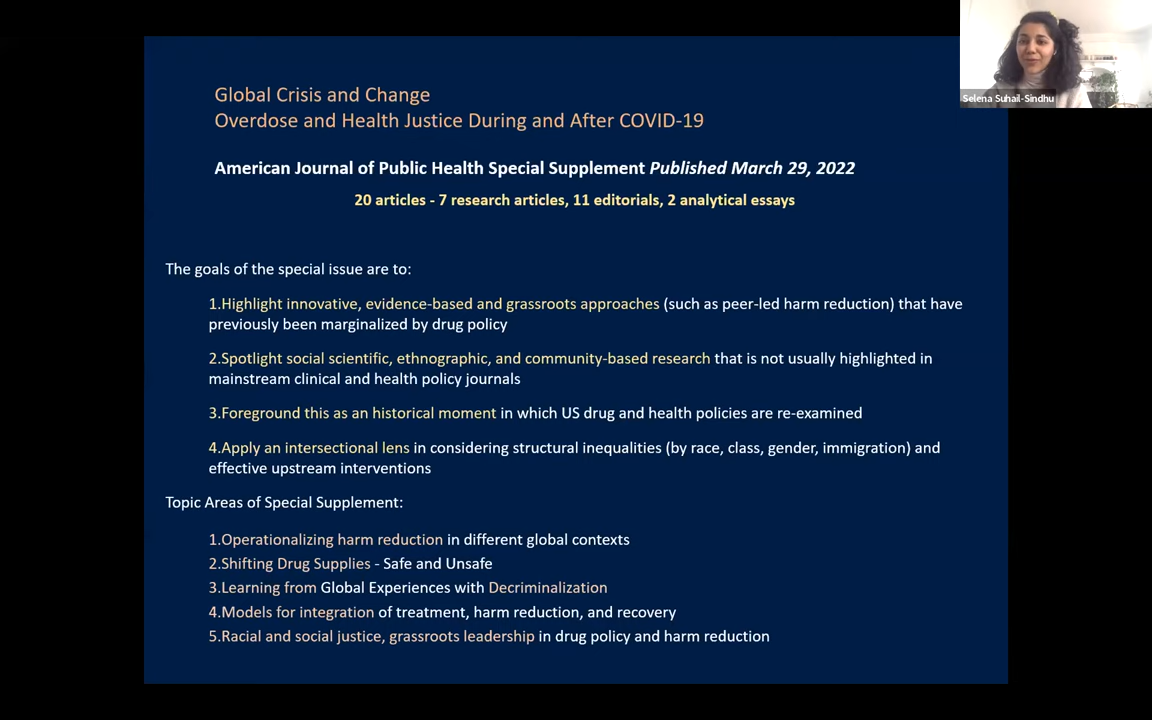 Global Crisis and Change
Overdose and Health Justice During and After COVID-19
American Journal of Public Health Special Supplement Published March 29, 2022
20 articles - 7 research articles, 11 editorials, 2 analytical essays
The goals of the special issue are to:
1.Highlight innovative, evidence-based and grassroots approaches (such as peer-led harm reduction) that have
previously been marginalized by drug policy
2.Spotlight social scientific, ethnographic, and community-based research that is not usually highlighted in
mainstream clinical and health policy journals
3.Foreground this as an historical moment in which US drug and health policies are re-examined
4.Apply an intersectional lens in considering structural inequalities (by race, class, gender, immigration) and
effective upstream interventions
Topic Areas of Special Supplement:
1.Operationalizing harm reduction in different global contexts
2.Shifting Drug Supplies - Safe and Unsafe
3.Learning from Global Experiences with Decriminalization
4.Models for integration of treatment, harm reduction, and recovery
5.Racial and social justice, grassroots leadership in drug policy and harm reduction
Selena Suhail-Sindhu